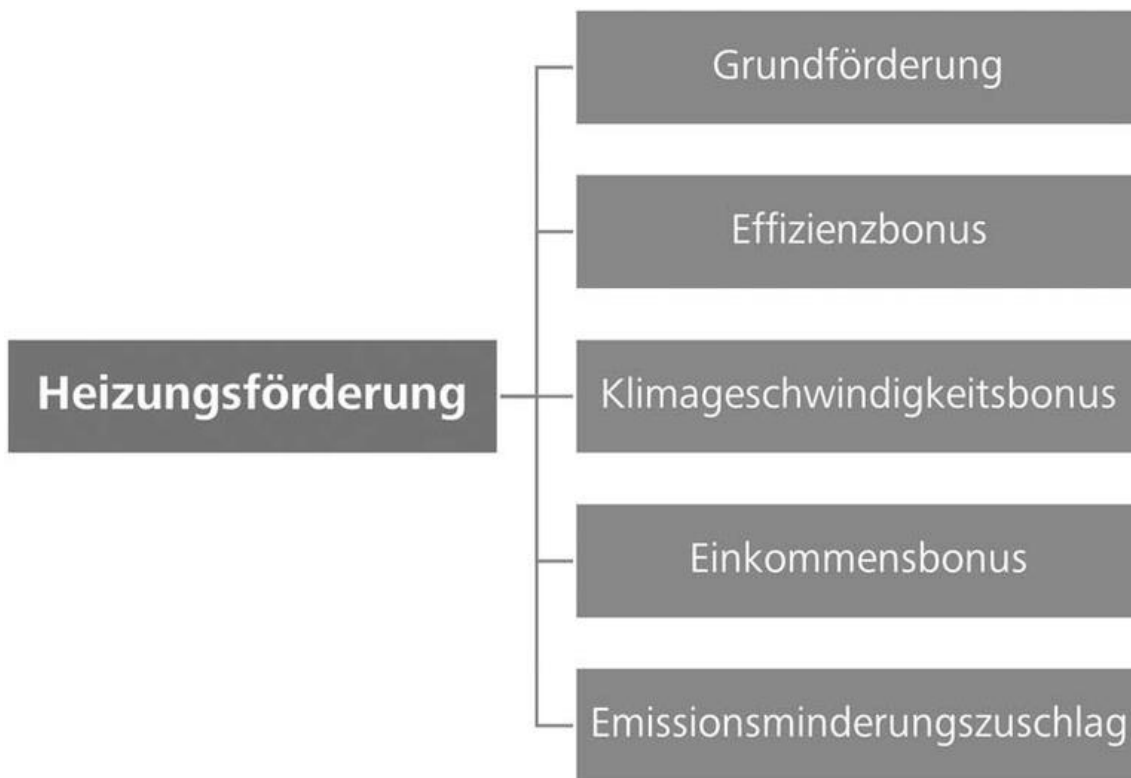 Heizungsförderung
Grundförderung
Effizienzbonus
Klimageschwindigkeitsbonus
Einkommensbonus
Emissionsminderungszuschlag